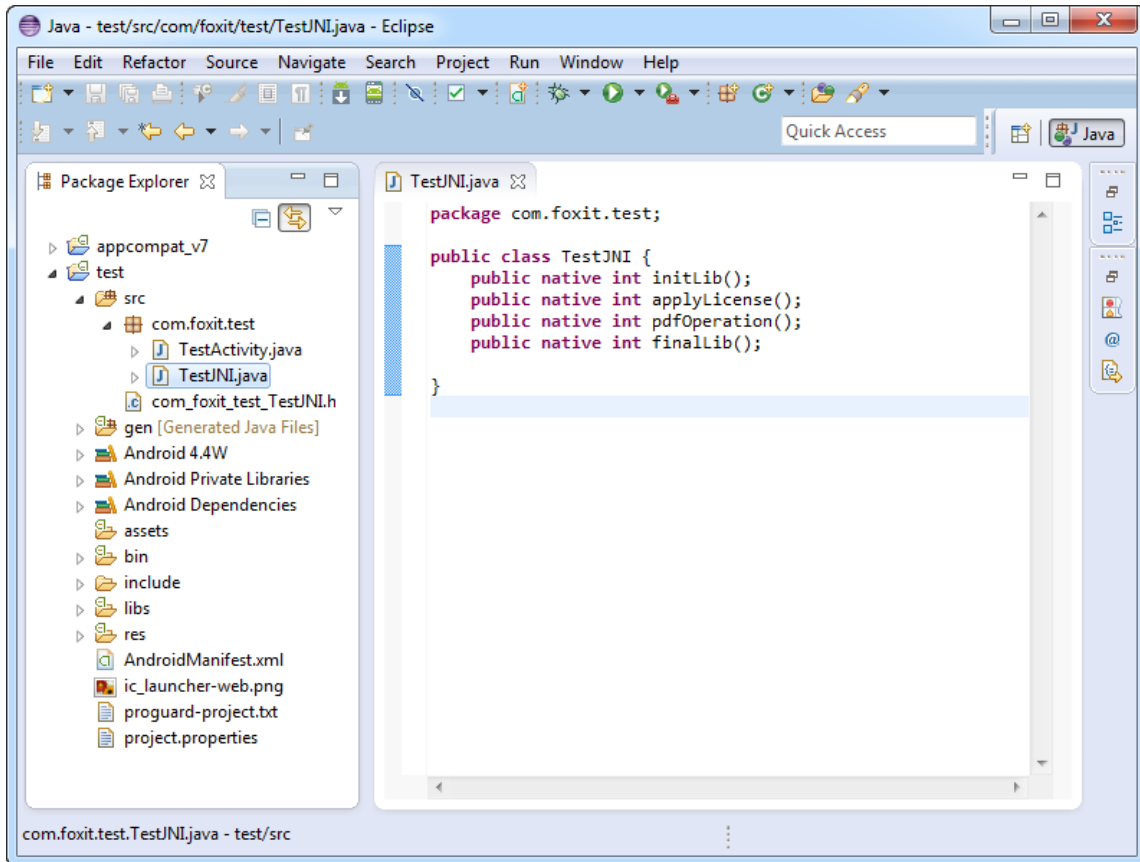 Java - test/src/com/foxit/test/TestJNI.java - Eclipse
File Edit Refactor Source Navigate Search Project Run Window Help
Quick Access
Java
Package Explorer
appcompat_v7
test
src
com.foxit.test
TestActivity.java
TestJNI.java
com_foxit_test_TestJNI.h
gen [Generated Java Files]
Android 4.4W
Android Private Libraries
Android Dependencies
assets
bin
include
libs
res
AndroidManifest.xml
ic_launcher-web.png
proguard-project.txt
project.properties
TestJNI.java
package com.foxit.test;
public class TestJNI {
public native int initLib();
public native int applyLicense();
public native int pdfOperation();
public native int finalLib();
}
com.foxit.test.TestJNI.java - test/src